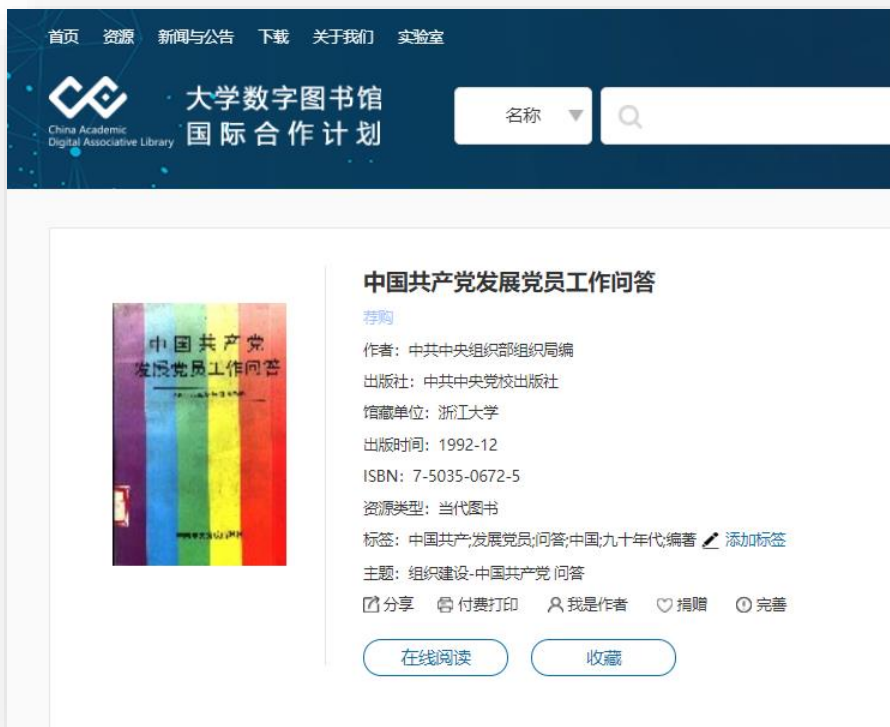 首页 资源 新闻与公告 下载 关于我们 实验室
大学数字图书馆
国际合作计划
China Academic
Digital Associative Library
名称
中国共产党发展党员工作问答
荐购
中国共产党
发展党员工作问答
作者：中共中央组织部组织局编
出版社：中共中央党校出版社
馆藏单位：浙江大学
出版时间：1992-12
ISBN：7-5035-0672-5
资源类型：当代图书
标签：中国共产;发展党员;问答;中国;九十年代;编著 添加标签
主题：组织建设-中国共产党 问答
分享 付费打印 我是作者 捐赠 完善
在线阅读 收藏